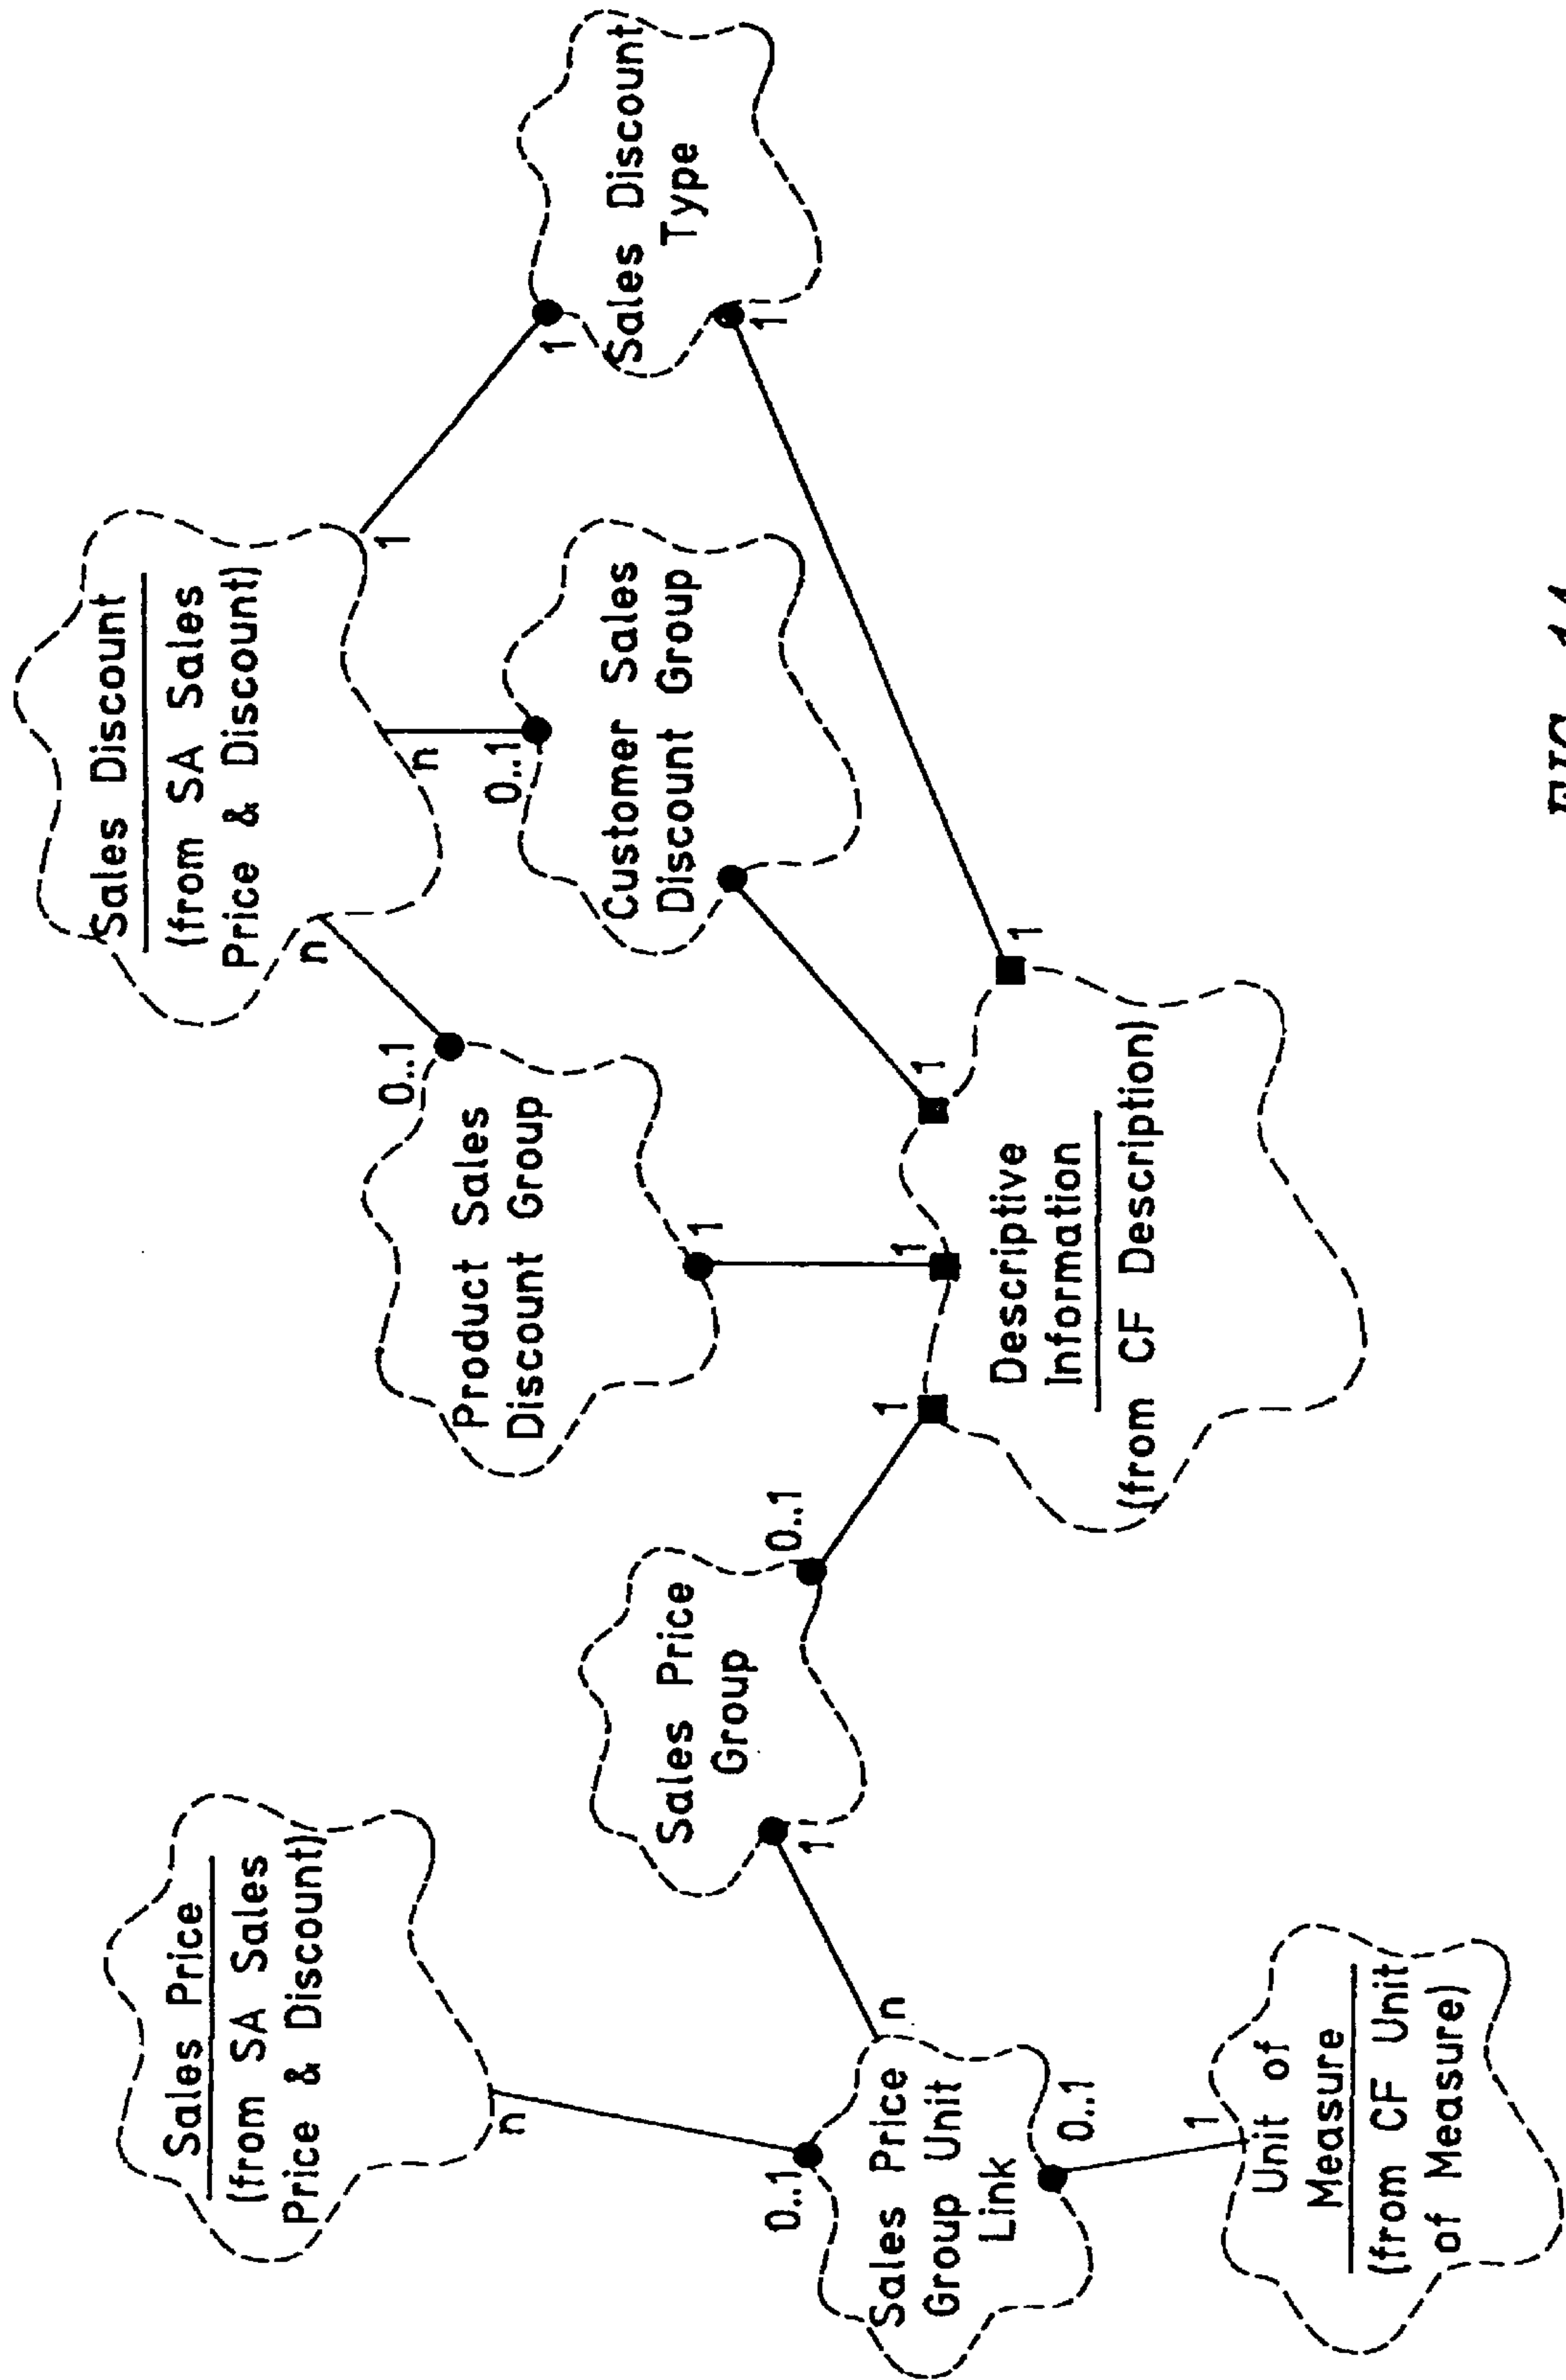 Sales Discount
(from SA Sales
Price & Discount)
Sales Price
(from SA Sales
Price & Discount)
n
n
1
0..1
n
0..1
1
Product Sales
Discount Group
Customer Sales
Discount Group
Sales Discount
Type
n
0..1
Sales Price
Group
1
0..1
1
1
Sales Price
Group Unit
Link
n
1
1
1
1
0..1
Descriptive
Information
(from CF Description)
1
Unit of
Measure
(from CF Unit
of Measure)
FIG.